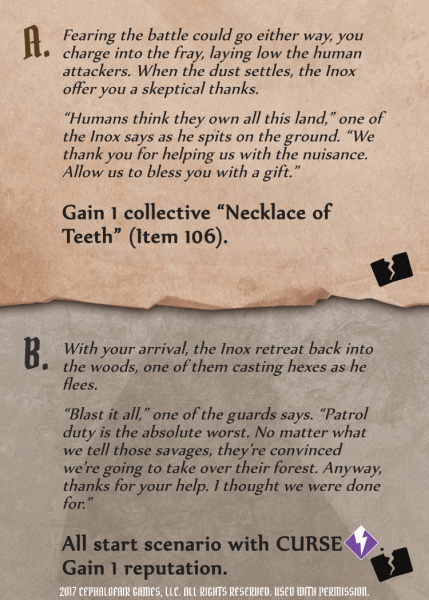 A.
Fearing the battle could go either way, you
charge into the fray, laying low the human
attackers. When the dust settles, the Inox
offer you a skeptical thanks.
“Humans think they own all this land,” one of
the Inox says as he spits on the ground. “We
thank you for helping us with the nuisance.
Allow us to bless you with a gift.”
Gain 1 collective “Necklace of
Teeth” (Item 106).
B.
With your arrival, the Inox retreat back into
the woods, one of them casting hexes as he
flees.
“Blast it all,” one of the guards says. “Patrol
duty is the absolute worst. No matter what
we tell those savages, they’re convinced
we’re going to take over their forest. Anyway,
thanks for your help. I thought we were done
for.”
All start scenario with CURSE.
Gain 1 reputation.
2017 CEPHALOFAIR GAMES, LLC. ALL RIGHTS RESERVED. USED WITH PERMISSION.